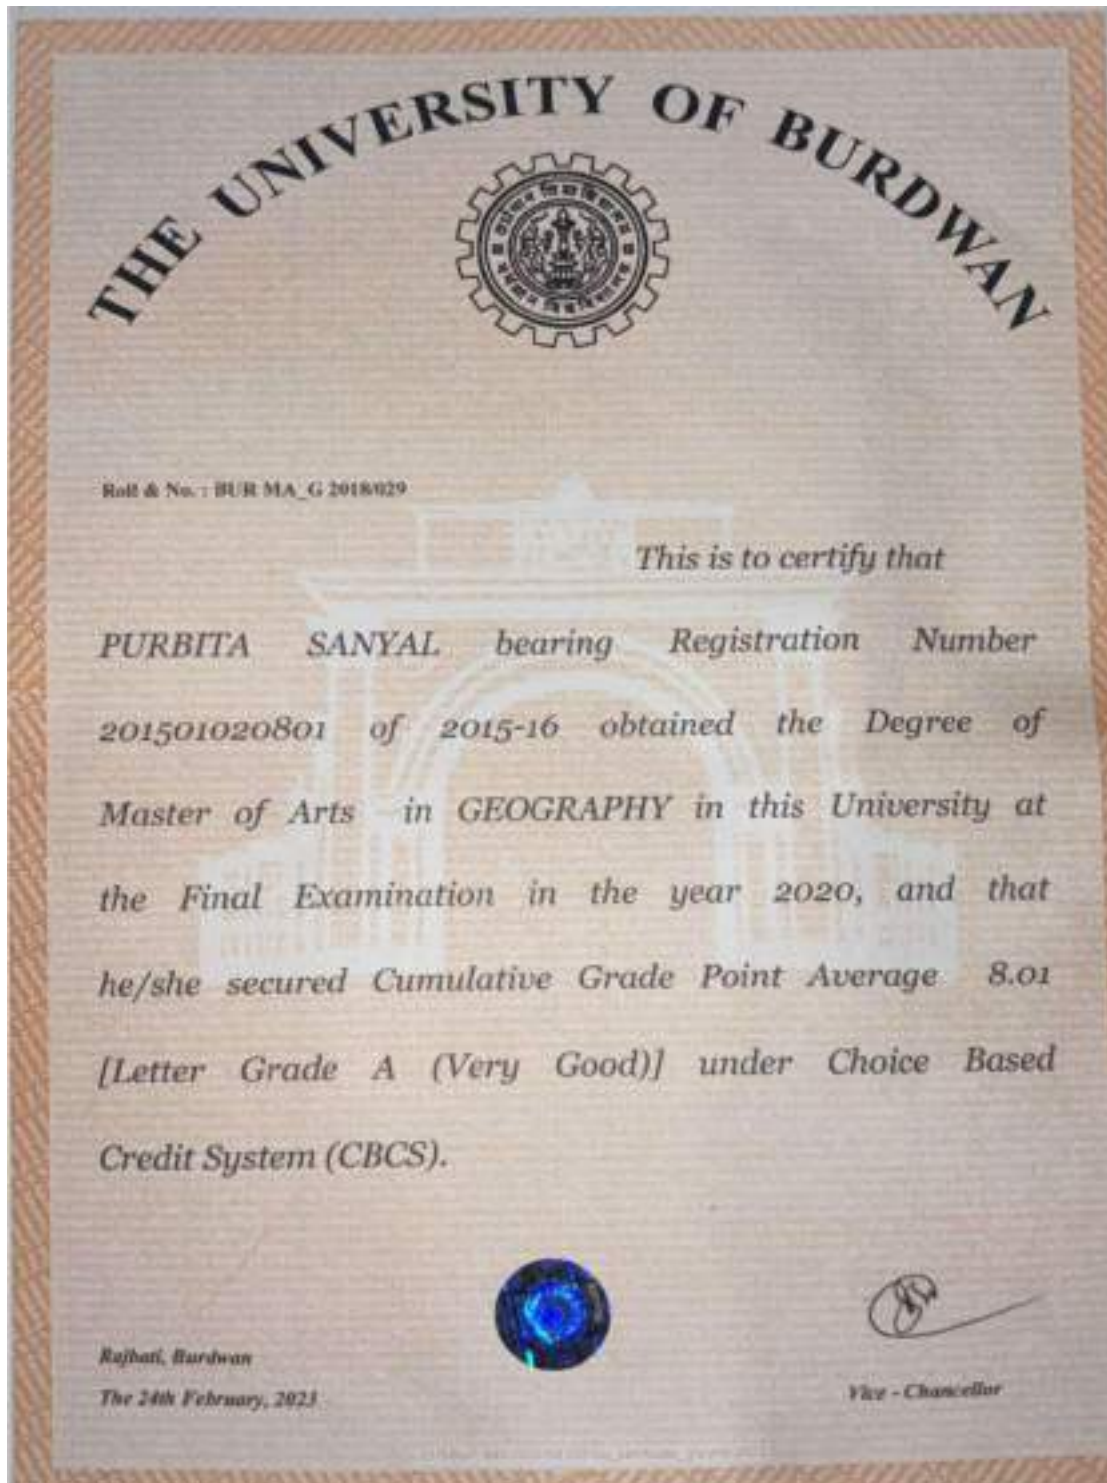 THE UNIVERSITY OF BURDWAN
Roll & No. : BUR MA_G 2018/029
This is to certify that
PURBITA SANYAL bearing Registration Number
201501020801 of 2015-16 obtained the Degree of
Master of Arts in GEOGRAPHY in this University at
the Final Examination in the year 2020, and that
he/she secured Cumulative Grade Point Average 8.01
[Letter Grade A (Very Good)] under Choice Based
Credit System (CBCS).
Rajbati, Burdwan
The 24th February, 2023
Vice - Chancellor